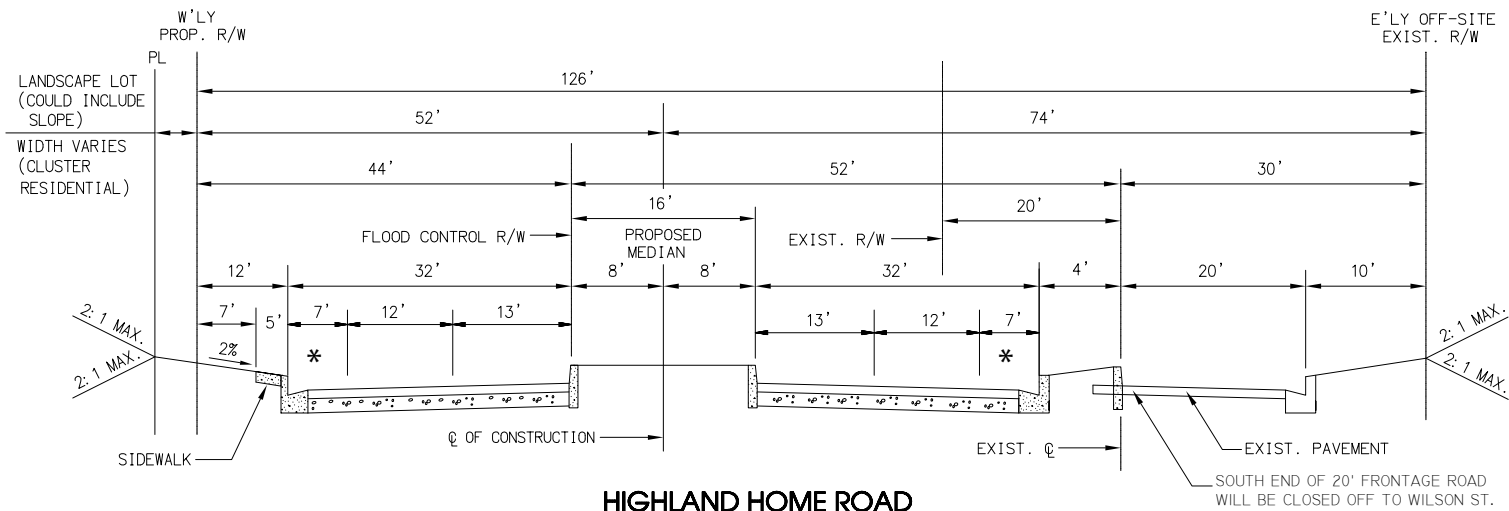 W'LY
PROP. R/W
E'LY OFF-SITE
EXIST. R/W
PL
LANDSCAPE LOT
(COULD INCLUDE
SLOPE)
WIDTH VARIES
(CLUSTER
RESIDENTIAL)
126'
52'
74'
44'
52'
30'
16'
20'
FLOOD CONTROL R/W
PROPOSED
MEDIAN
EXIST. R/W
12'
32'
8'
8'
32'
4'
20'
10'
7'
5'
7'
12'
13'
13'
12'
7'
2:1 MAX.
2:1 MAX.
2%
*
*
2:1 MAX.
2:1 MAX.
℄ OF CONSTRUCTION
EXIST. ℄
EXIST. PAVEMENT
SIDEWALK
SOUTH END OF 20' FRONTAGE ROAD
WILL BE CLOSED OFF TO WILSON ST.
HIGHLAND HOME ROAD